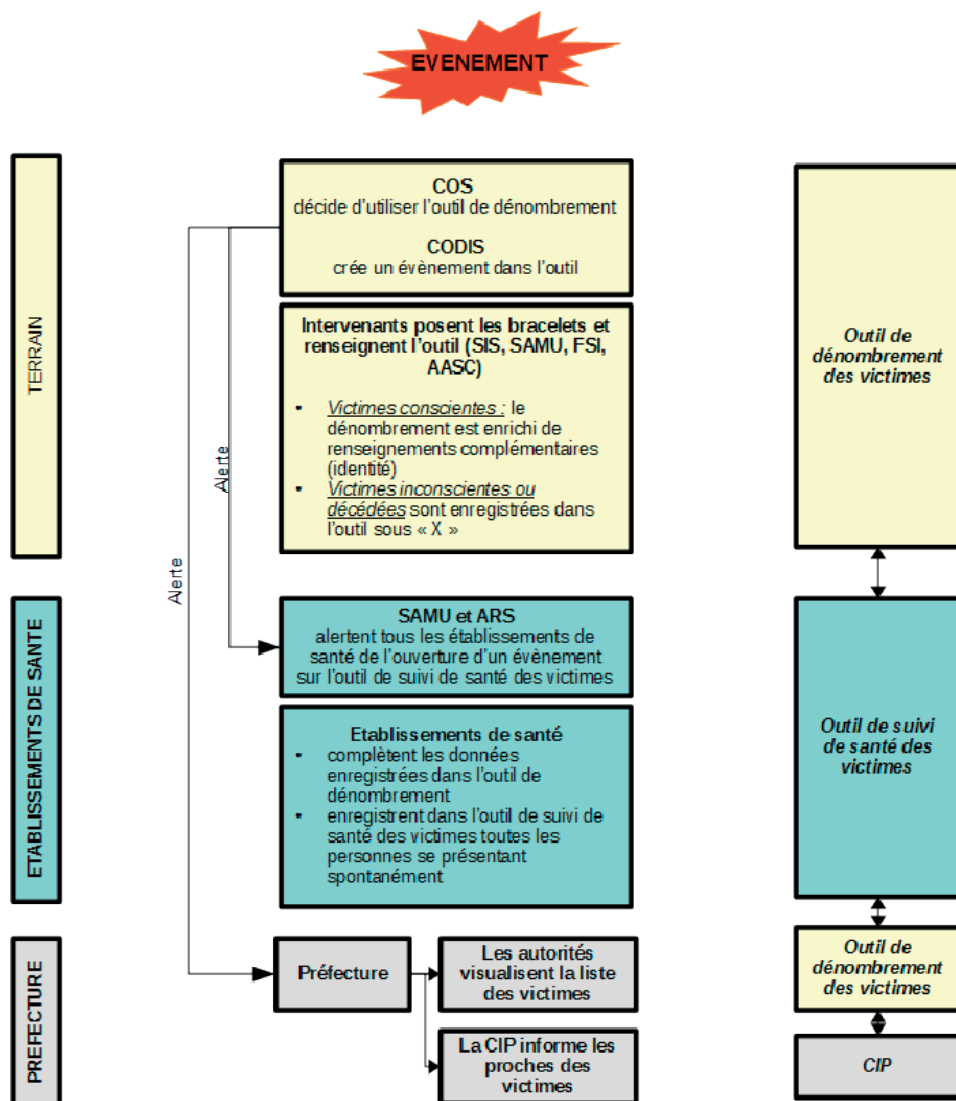 EVENEMENT
TERRAIN
COS
décide d'utiliser l'outil de dénombrement
CODIS
crée un évènement dans l'outil
Intervenants posent les bracelets et
renseignent l'outil (SIS, SAMU, FSI,
AASC)
• Victimes conscientes : le
dénombrement est enrichi de
renseignements complémentaires
(identité)
• Victimes inconscientes ou
décédées sont enregistrées dans
l'outil sous « X »
Outil de
dénombrement
des victimes
Alerte
Alerte
ETABLISSEMENTS DE SANTE
SAMU et ARS
alertent tous les établissements de
santé de l'ouverture d'un évènement
sur l'outil de suivi de santé des victimes
Etablissements de santé
• complètent les données
enregistrées dans l'outil de
dénombrement
• enregistrent dans l'outil de suivi de
santé des victimes toutes les
personnes se présentant
spontanément
Outil de suivi
de santé des
victimes
PREFECTURE
Préfecture
Les autorités
visualisent la liste
des victimes
La CIP informe les
proches des
victimes
Outil de
dénombrement
des victimes
CIP